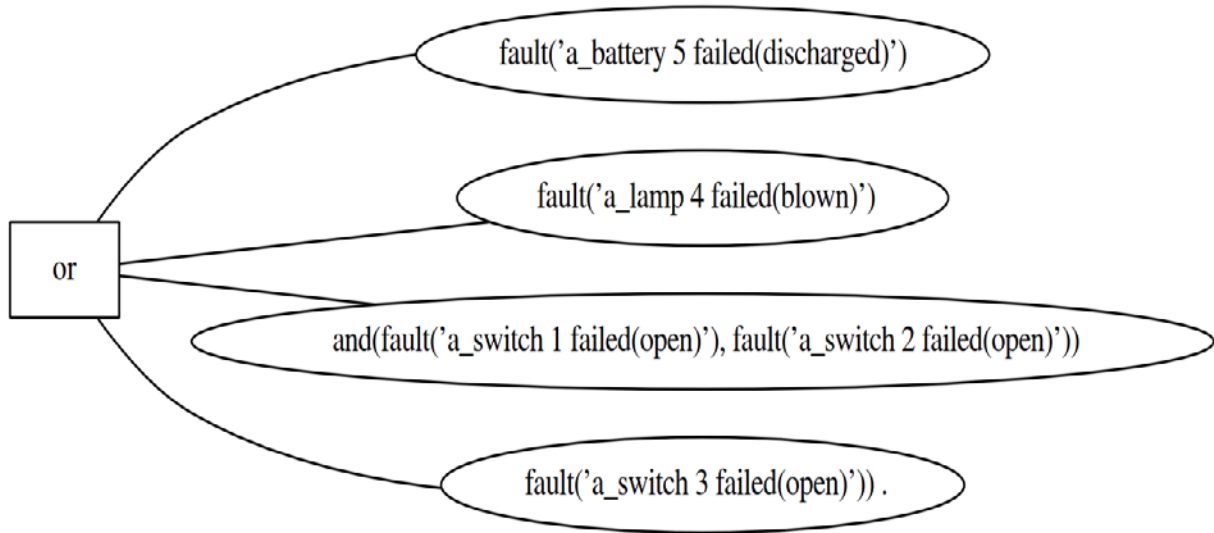 fault('a_battery 5 failed(discharged)')
fault('a_lamp 4 failed(blown)')
or
and(fault('a_switch 1 failed(open)'), fault('a_switch 2 failed(open)'))
fault('a_switch 3 failed(open)')) .